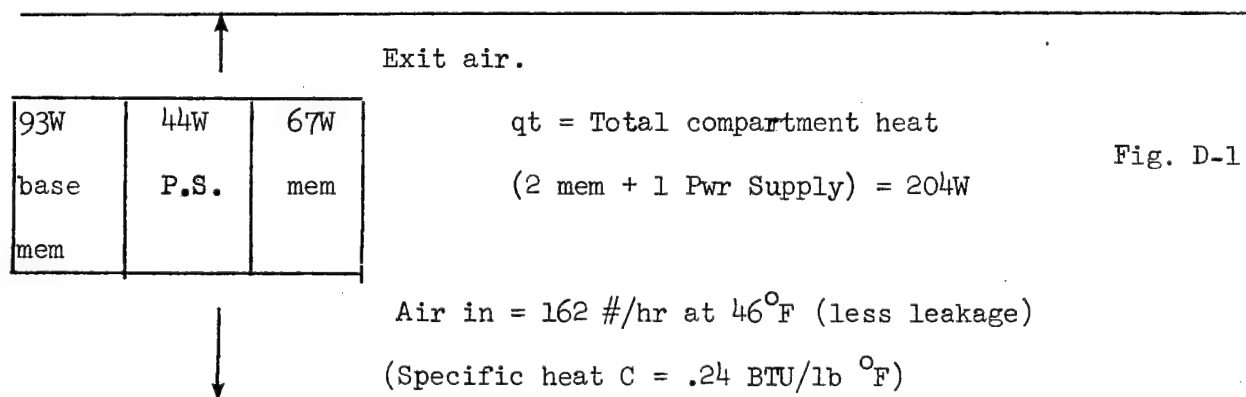 Exit air.
93W 44W 67W
qt = Total compartment heat
Fig. D-1
base P.S. mem
(2 mem + 1 Pwr Supply) = 204W
mem
Air in = 162 #/hr at 46°F (less leakage)
(Specific heat C = .24 BTU/lb °F)